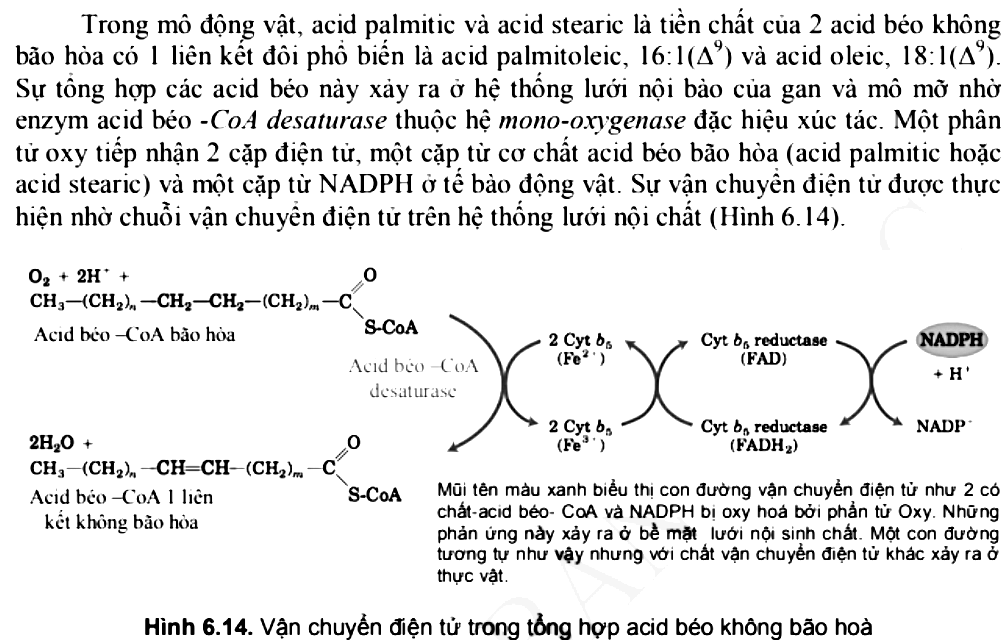 Trong mô động vật, acid palmitic và acid stearic là tiền chất của 2 acid béo không
bão hòa có 1 liên kết đôi phổ biến là acid palmitoleic, 16:1(Δ⁹) và acid oleic, 18:1(Δ⁹).
Sự tổng hợp các acid béo này xảy ra ở hệ thống lưới nội bào của gan và mô mỡ nhờ
enzym acid béo -CoA desaturase thuộc hệ mono-oxygenase đặc hiệu xúc tác. Một phân
tử oxy tiếp nhận 2 cặp điện tử, một cặp từ cơ chất acid béo bão hòa (acid palmitic hoặc
acid stearic) và một cặp từ NADPH ở tế bào động vật. Sự vận chuyển điện tử được thực
hiện nhờ chuỗi vận chuyển điện tử trên hệ thống lưới nội chất (Hình 6.14).
O₂ + 2H⁺ +
CH₃—(CH₂)ₙ—CH₂—CH₂—(CH₂)ₘ—C
O
S-CoA
Acid béo –CoA bão hòa
Acid béo –CoA
desaturase
2 Cyt b₅
(Fe²⁺)
2 Cyt b₅
(Fe³⁺)
Cyt b₅ reductase
(FAD)
Cyt b₅ reductase
(FADH₂)
NADPH
+ H⁺
NADP⁺
2H₂O +
CH₃—(CH₂)ₙ—CH=CH—(CH₂)ₘ—C
O
S-CoA
Acid béo –CoA 1 liên
kết không bão hòa
Mũi tên màu xanh biểu thị con đường vận chuyển điện tử như 2 có
chất-acid béo- CoA và NADPH bị oxy hoá bởi phần tử Oxy. Những
phản ứng này xảy ra ở bề mặt lưới nội sinh chất. Một con đường
tương tự như vậy nhưng với chất vận chuyển điện tử khác xảy ra ở
thực vật.
Hình 6.14. Vận chuyển điện tử trong tổng hợp acid béo không bão hoà